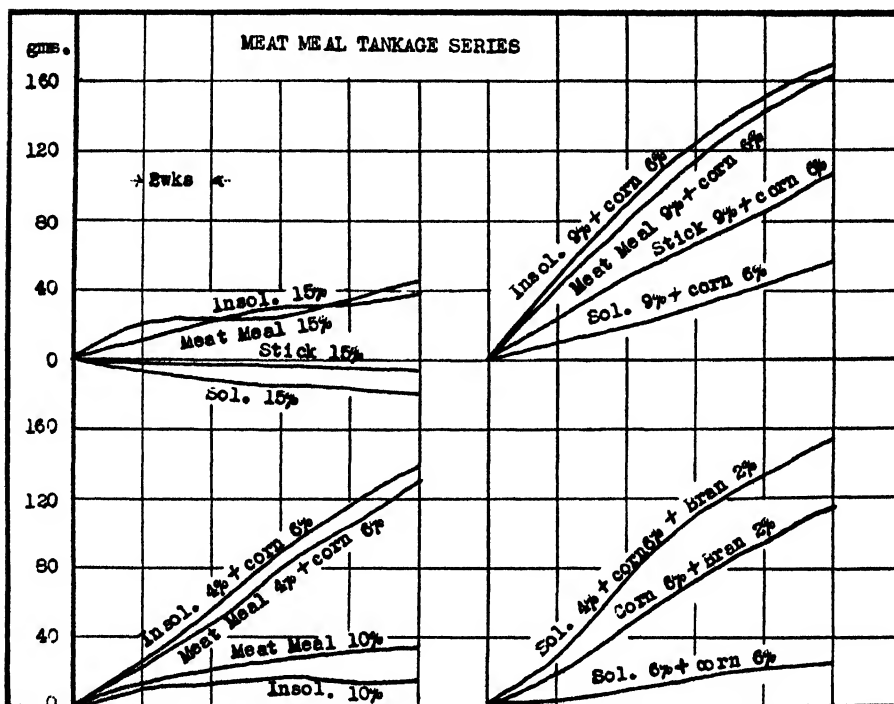 gms.
MEAT MEAL TANKAGE SERIES
160
120
80
40
0
2wks
Insol. 15%
Meat Meal 15%
Stick 15%
Sol. 15%
Insol. 9% + corn 6%
Meat Meal 9% + corn 6%
Stick 9% + corn 6%
Sol. 9% + corn 6%
160
120
80
40
0
Insol. 4% + corn 6%
Meat Meal 4% + corn 6%
Meat Meal 10%
Insol. 10%
Sol. 4% + corn 6% + Bran 2%
Corn 6% + Bran 2%
Sol. 6% + corn 6%